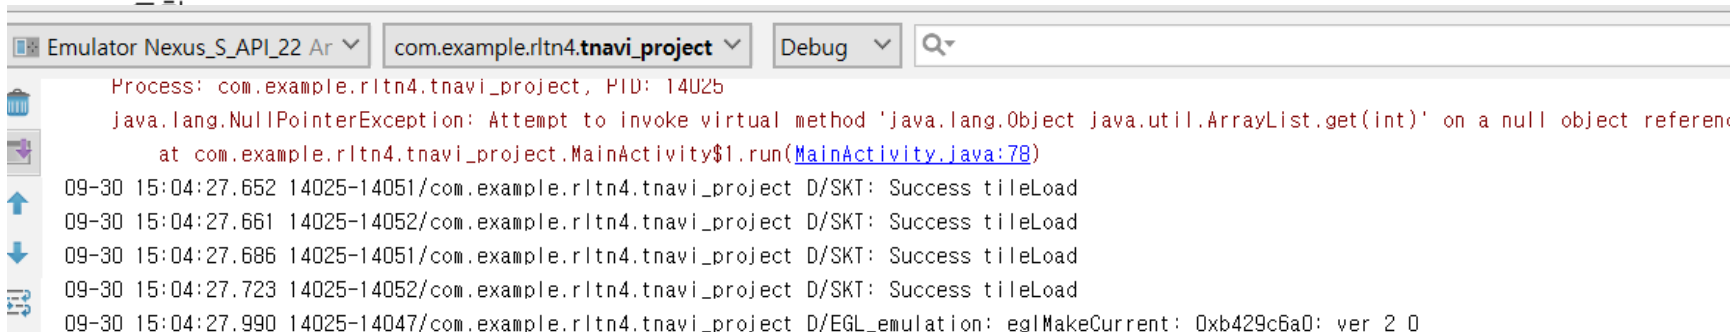 Emulator Nexus_S_API_22 Ar com.example.rltn4.tnavi_project Debug
Process: com.example.rltn4.tnavi_project, PID: 14025
java.lang.NullPointerException: Attempt to invoke virtual method 'java.lang.Object java.util.ArrayList.get(int)' on a null object referenc
at com.example.rltn4.tnavi_project.MainActivity$1.run(MainActivity.java:78)
09-30 15:04:27.652 14025-14051/com.example.rltn4.tnavi_project D/SKT: Success tileLoad
09-30 15:04:27.661 14025-14052/com.example.rltn4.tnavi_project D/SKT: Success tileLoad
09-30 15:04:27.686 14025-14051/com.example.rltn4.tnavi_project D/SKT: Success tileLoad
09-30 15:04:27.723 14025-14052/com.example.rltn4.tnavi_project D/SKT: Success tileLoad
09-30 15:04:27.990 14025-14047/com.example.rltn4.tnavi_project D/EGL_emulation: eglMakeCurrent: 0xb429c6a0: ver 2 0